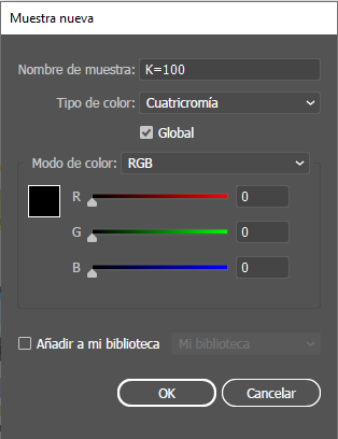 Muestra nueva
Nombre de muestra: K=100
Tipo de color: Cuatricromía
Global
Modo de color: RGB
R 0
G 0
B 0
Añadir a mi biblioteca Mi biblioteca
OK Cancelar